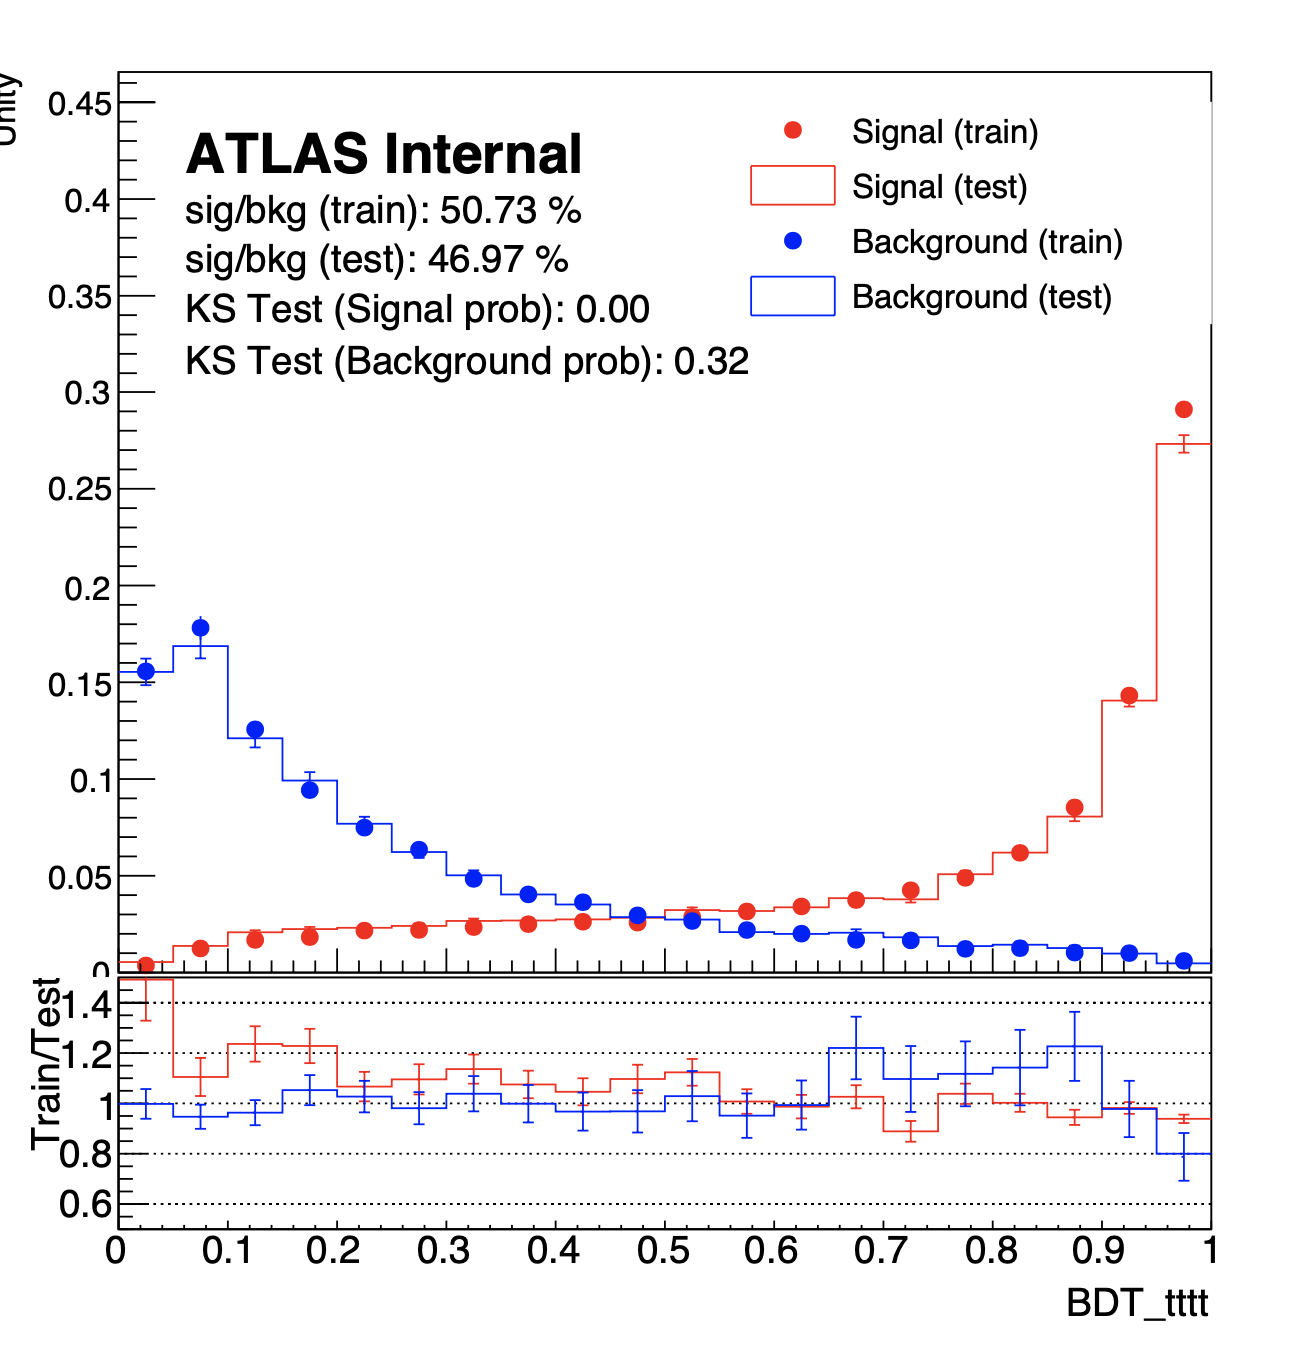 Unity
0.45
0.4
0.35
0.3
0.25
0.2
0.15
0.1
0.05
0
ATLAS Internal
sig/bkg (train): 50.73 %
sig/bkg (test): 46.97 %
KS Test (Signal prob): 0.00
KS Test (Background prob): 0.32
Signal (train)
Signal (test)
Background (train)
Background (test)
Train/Test
1.4
1.2
1
0.8
0.6
0 0.1 0.2 0.3 0.4 0.5 0.6 0.7 0.8 0.9 1
BDT_tttt